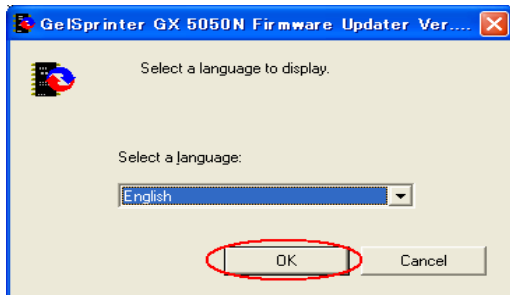 GelSprinter GX 5050N Firmware Updater Ver....
Select a language to display.
Select a language:
English
OK
Cancel